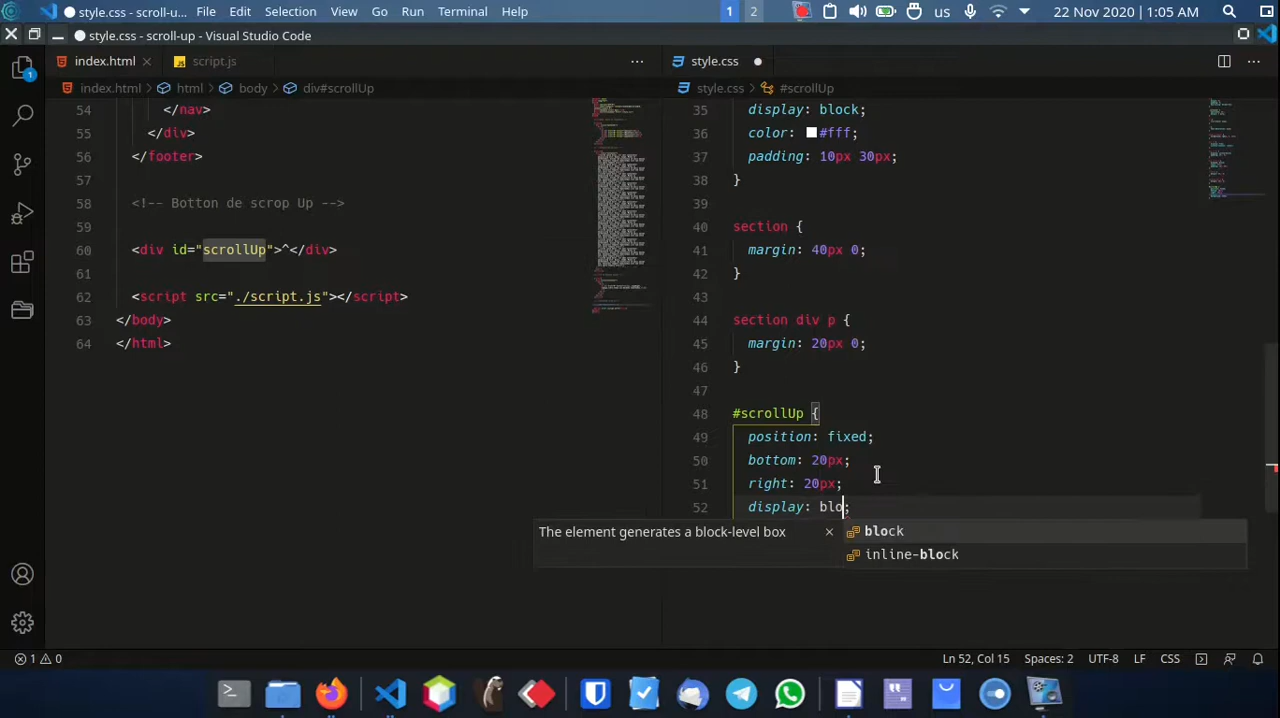 style.css - scroll-u... File Edit Selection View Go Run Terminal Help 1 2 us 22 Nov 2020 | 1:05 AM
style.css - scroll-up - Visual Studio Code
index.html script.js ... style.css ...
index.html > html > body > div#scrollUp style.css > #scrollUp
1
54 </nav>
55 </div>
56 </footer>
57
58 <!-- Botton de scrop Up -->
59
60 <div id="scrollUp">^</div>
61
62 <script src="./script.js"></script>
63 </body>
64 </html>
35 display: block;
36 color: #fff;
37 padding: 10px 30px;
38 }
39
40 section {
41 margin: 40px 0;
42 }
43
44 section div p {
45 margin: 20px 0;
46 }
47
48 #scrollUp {
49 position: fixed;
50 bottom: 20px;
51 right: 20px;
52 display: blo;
The element generates a block-level box ×
block
inline-block
1 0 Ln 52, Col 15 Spaces: 2 UTF-8 LF CSS